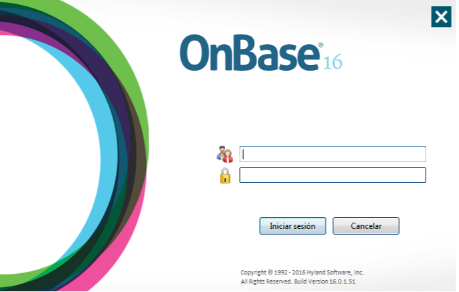 OnBase® 16
Iniciar sesión
Cancelar
Copyright © 1992 - 2016 Hyland Software, Inc.
All Rights Reserved. Build Version 16.0.1.51